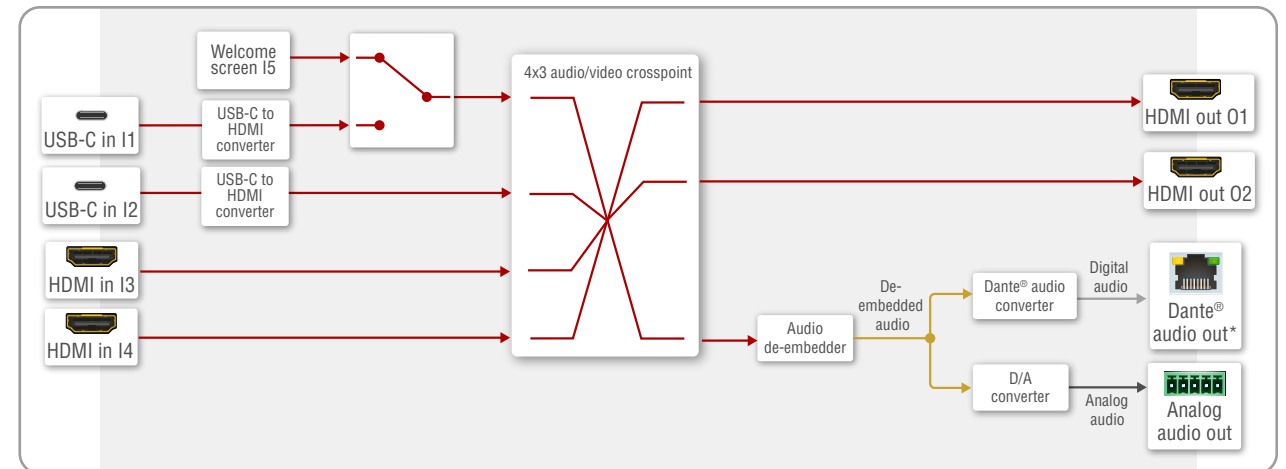 Welcome
screen I5
USB-C in I1
USB-C to
HDMI
converter
USB-C in I2
USB-C to
HDMI
converter
HDMI in I3
HDMI in I4
4x3 audio/video crosspoint
HDMI out O1
HDMI out O2
Audio
de-embedder
De-
embedded
audio
Dante® audio
converter
Digital
audio
Dante®
audio out*
D/A
converter
Analog
audio
Analog
audio out